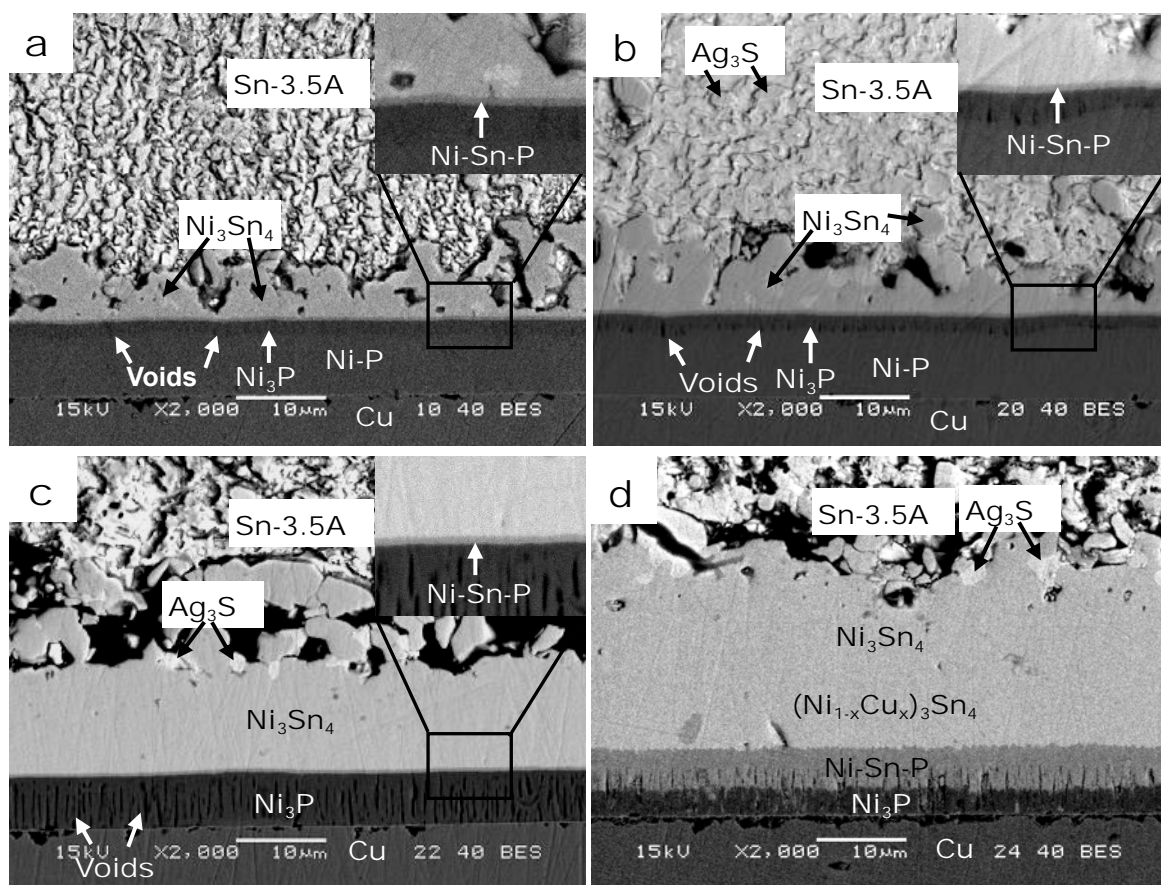 a
Sn-3.5A
Ni-Sn-P
Ni₃Sn₄
Voids
Ni₃P
Ni-P
15kV X2,000 10μm Cu 10 40 BES
b
Ag₃S
Sn-3.5A
Ni-Sn-P
Ni₃Sn₄
Voids
Ni₃P
Ni-P
15kV X2,000 10μm Cu 20 40 BES
c
Sn-3.5A
Ni-Sn-P
Ag₃S
Ni₃Sn₄
Ni₃P
15kV X2,000 10μm Cu 22 40 BES
Voids
d
Sn-3.5A
Ag₃S
Ni₃Sn₄
(Ni₁₋ₓCuₓ)₃Sn₄
Ni-Sn-P
Ni₃P
15kV X2,000 10μm Cu 24 40 BES